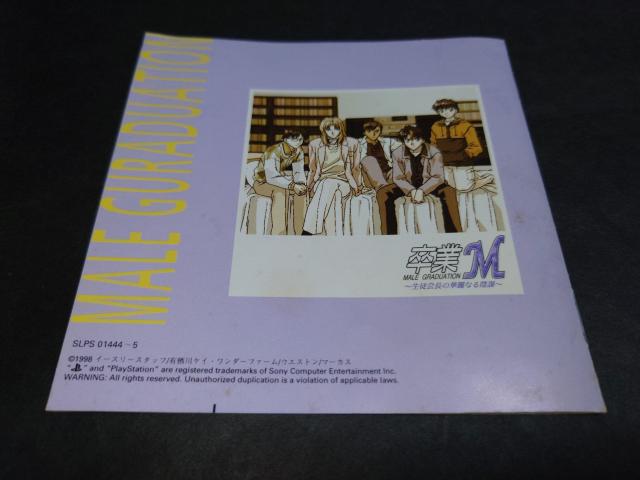 MALE GURADUATION
卒業M
MALE GRADUATION
～生徒会長の華麗なる陰謀～
SLPS 01444～5
©1998 イースリースタッフ/有栖川ケイ・ワンダーファーム/ウエストン/マーカス
" " and "PlayStation" are registered trademarks of Sony Computer Entertainment Inc.
WARNING: All rights reserved. Unauthorized duplication is a violation of applicable laws.